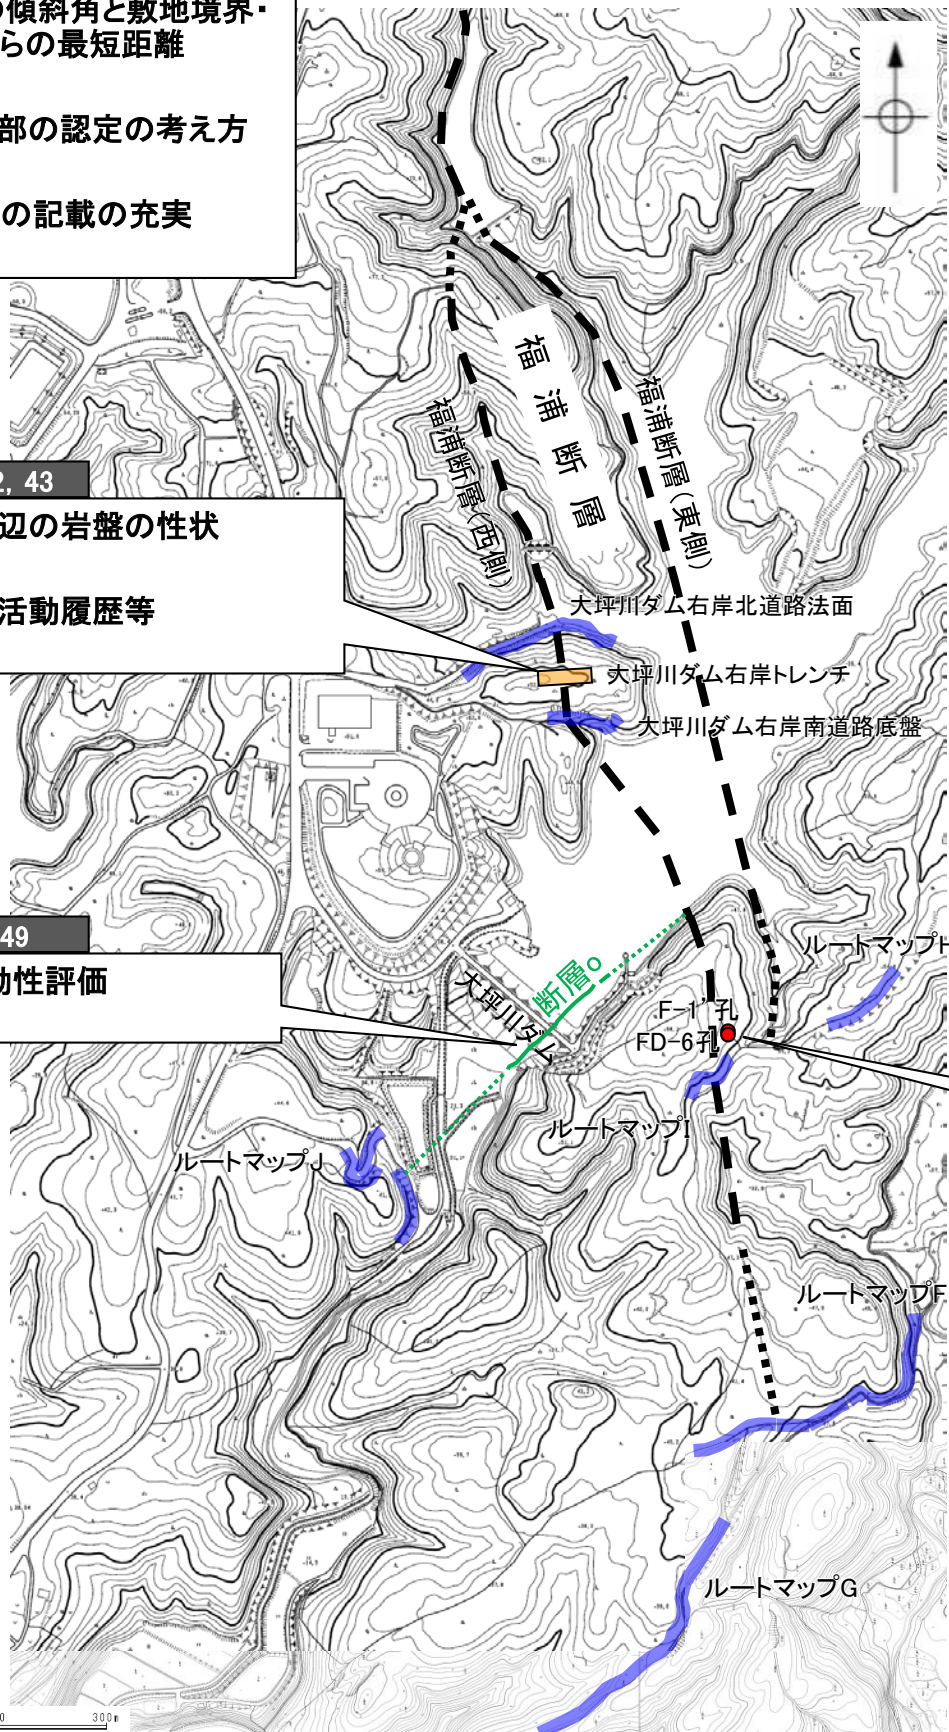 の傾斜角と敷地境界・
らの最短距離
部の認定の考え方
の記載の充実
2, 43
辺の岩盤の性状
活動履歴等
49
動性評価
福浦断層
福浦断層(西側)
福浦断層(東側)
大坪川ダム右岸北道路法面
大坪川ダム右岸トレンチ
大坪川ダム右岸南道路底盤
断層o
大坪川ダム
ルートマップH
F-1'孔
FD-6孔
ルートマップI
ルートマップJ
ルートマップF
ルートマップG
0 300m